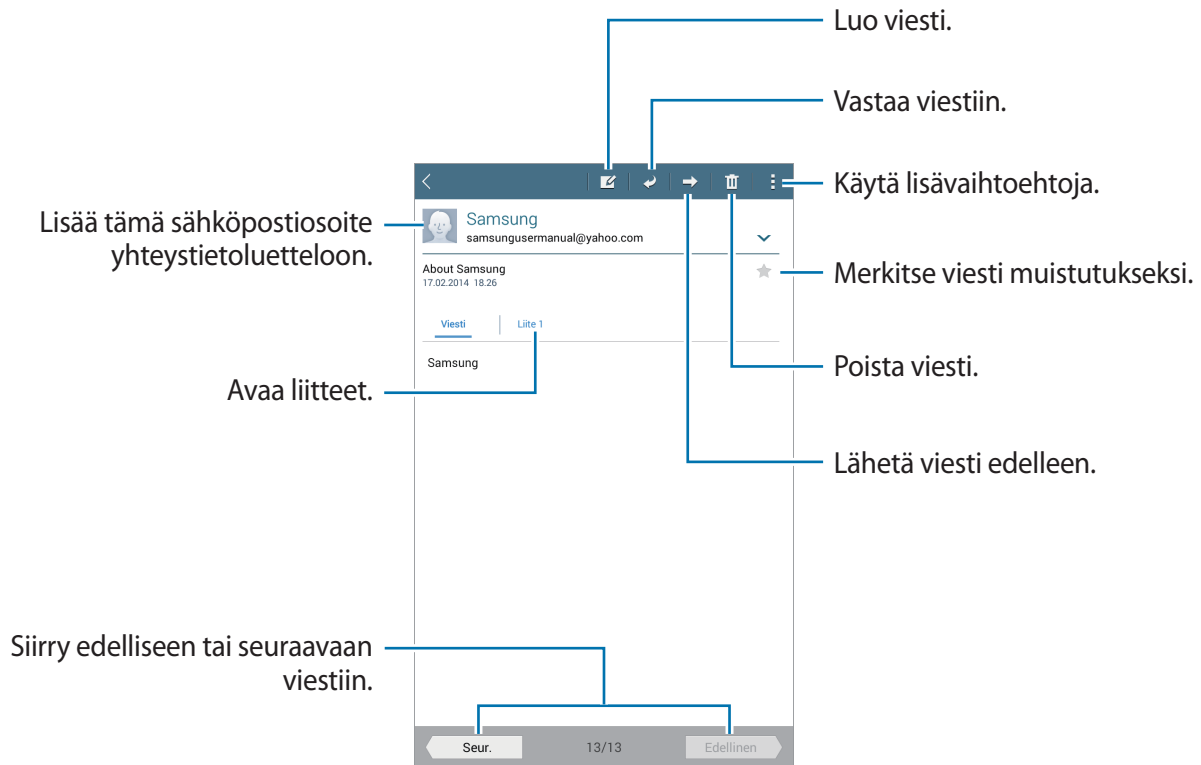 Luo viesti.
Vastaa viestiin.
Käytä lisävaihtoehtoja.
Lisää tämä sähköpostiosoite
yhteystietoluetteloon.
Samsung
samsungusermanual@yahoo.com
About Samsung
17.02.2014 18.26
Merkitse viesti muistutukseksi.
Viesti
Liite 1
Samsung
Poista viesti.
Avaa liitteet.
Lähetä viesti edelleen.
Siirry edelliseen tai seuraavaan
viestiin.
Seur.
13/13
Edellinen